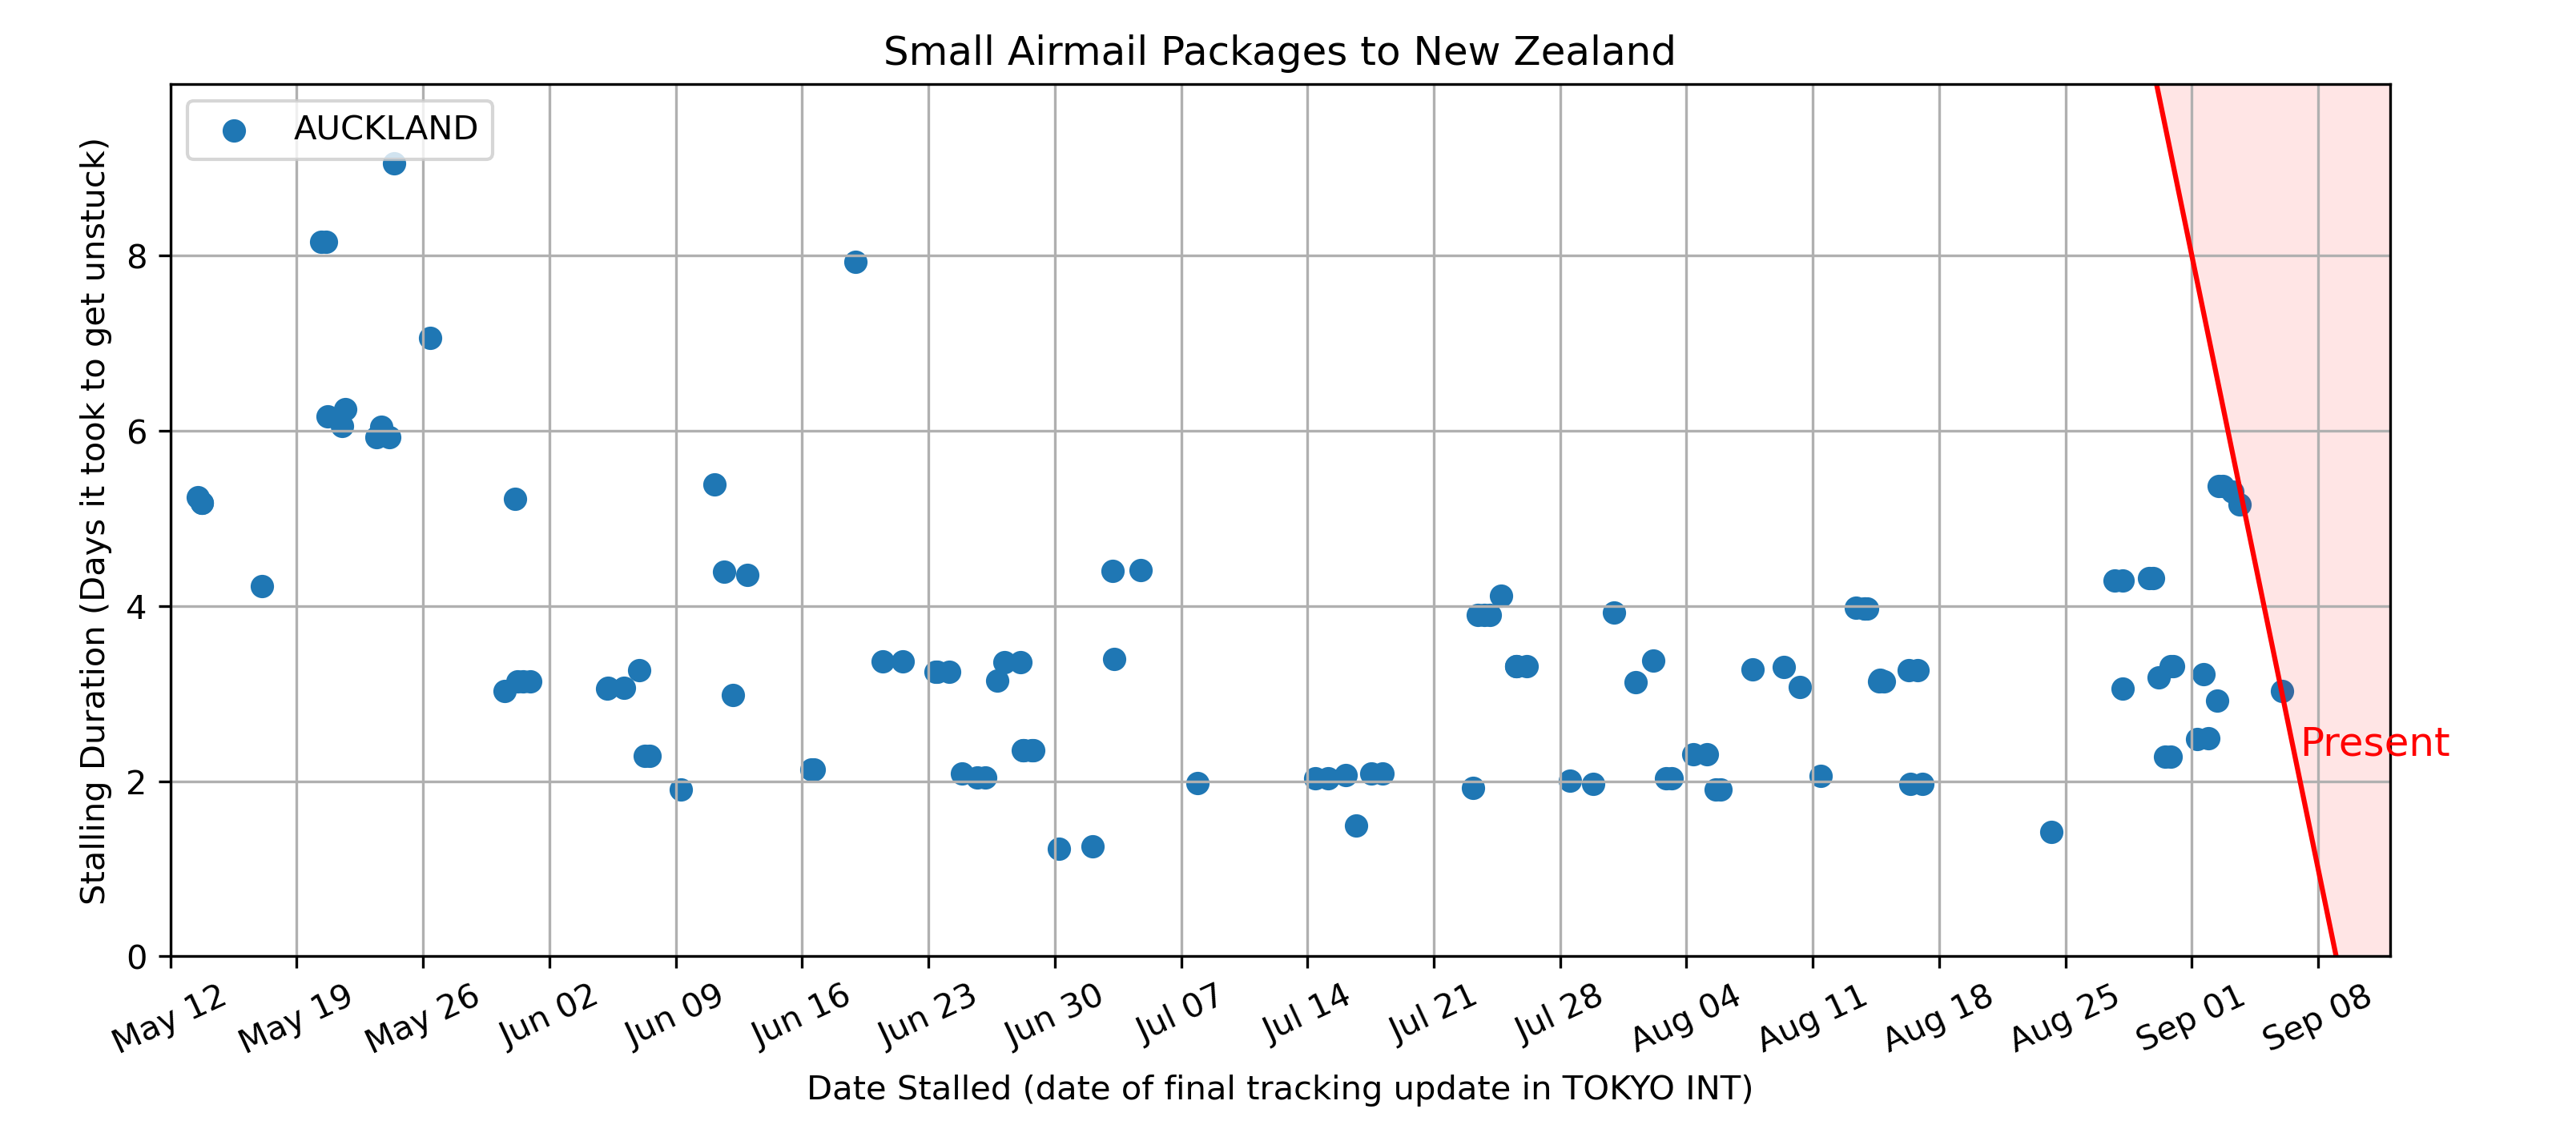 Small Airmail Packages to New Zealand
AUCKLAND
Stalling Duration (Days it took to get unstuck)
8
6
4
2
0
Present
May 12
May 19
May 26
Jun 02
Jun 09
Jun 16
Jun 23
Jun 30
Jul 07
Jul 14
Jul 21
Jul 28
Aug 04
Aug 11
Aug 18
Aug 25
Sep 01
Sep 08
Date Stalled (date of final tracking update in TOKYO INT)